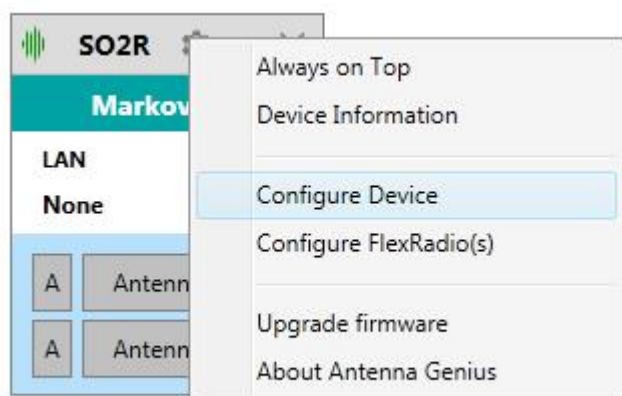 SO2R
Markov
LAN
None
A Antenn
A Antenn
Always on Top
Device Information
Configure Device
Configure FlexRadio(s)
Upgrade firmware
About Antenna Genius